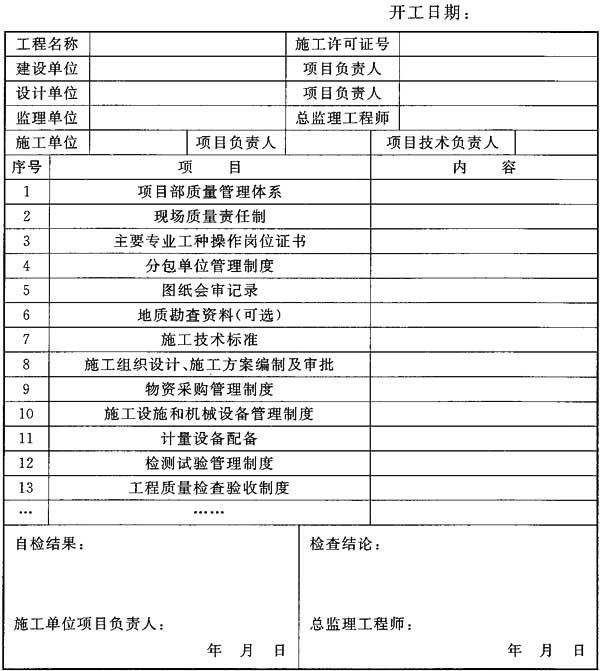 开工日期：
工程名称 施工许可证号
建设单位 项目负责人
设计单位 项目负责人
监理单位 总监理工程师
施工单位 项目负责人 项目技术负责人
序号 项 目 内 容
1 项目部质量管理体系
2 现场质量责任制
3 主要专业工种操作岗位证书
4 分包单位管理制度
5 图纸会审记录
6 地质勘查资料(可选)
7 施工技术标准
8 施工组织设计、施工方案编制及审批
9 物资采购管理制度
10 施工设施和机械设备管理制度
11 计量设备配备
12 检测试验管理制度
13 工程质量检查验收制度
… ……
自检结果： 检查结论：
施工单位项目负责人： 总监理工程师：
年 月 日 年 月 日